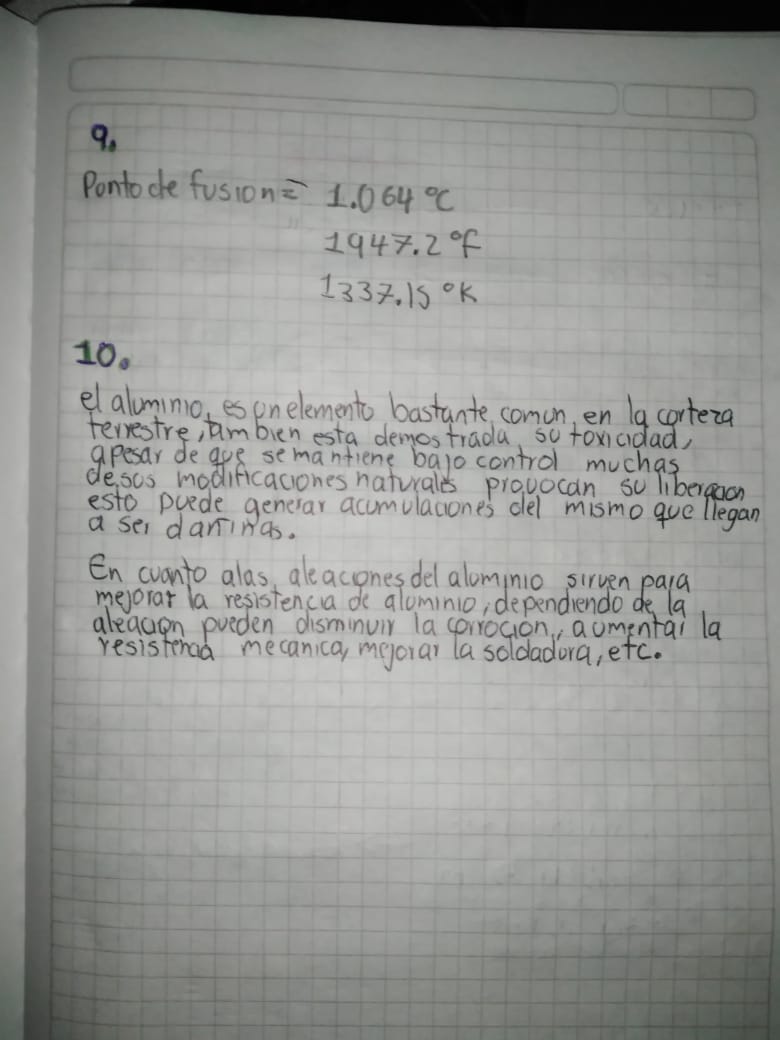 9.
Punto de fusion = 1.064 °C
1947.2 °F
1337.15 °K
10.
el aluminio, es un elemento bastante comun, en la corteza
terrestre, tambien esta demostrada su toxicidad,
apesar de que se mantiene bajo control muchas
de sus modificaciones naturales provocan su liberacion
esto puede generar acumulaciones del mismo que llegan
a ser dañinas.
En cuanto alas aleaciones del aluminio sirven para
mejorar la resistencia de aluminio, dependiendo de la
aleacion pueden disminuir la corrocion, aumentar la
resistencia mecanica, mejorar la soldadura, etc.